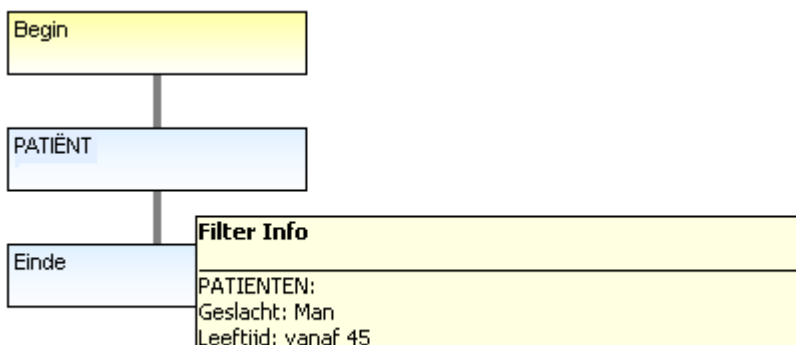 Begin
PATIËNT
Einde
Filter Info
PATIENTEN:
Geslacht: Man
Leeftijd: vanaf 45